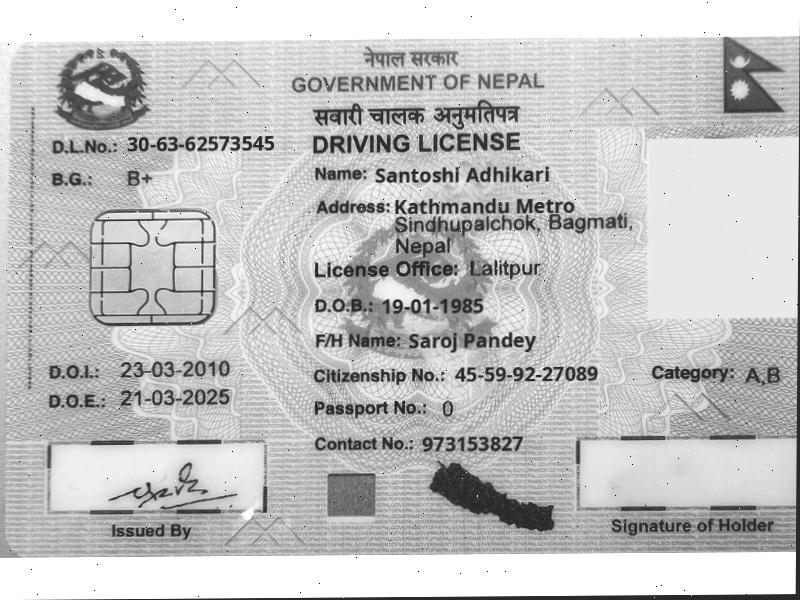 नेपाल सरकार
GOVERNMENT OF NEPAL
सवारी चालक अनुमतिपत्र
DRIVING LICENSE
D.L.No.: 30-63-62573545
B.G.: B+
Name: Santoshi Adhikari
Address: Kathmandu Metro
Sindhupalchok, Bagmati,
Nepal
License Office: Lalitpur
D.O.B.: 19-01-1985
F/H Name: Saroj Pandey
D.O.I.: 23-03-2010
Citizenship No.: 45-59-92-27089
Category: A,B
D.O.E.: 21-03-2025
Passport No.: 0
Contact No.: 973153827
Issued By
Signature of Holder